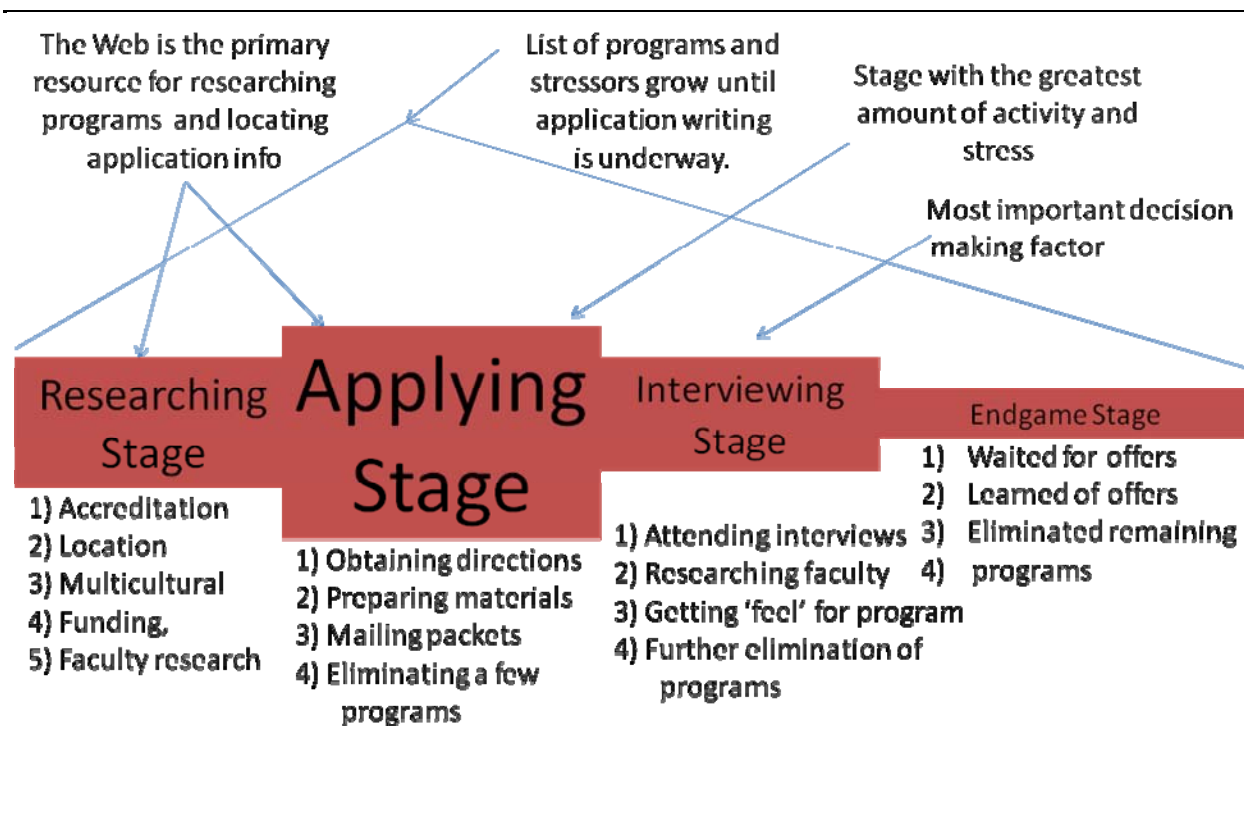 The Web is the primary
resource for researching
programs and locating
application info
List of programs and
stressors grow until
application writing
is underway.
Stage with the greatest
amount of activity and
stress
Most important decision
making factor
Researching
Stage
1) Accreditation
2) Location
3) Multicultural
4) Funding,
5) Faculty research
Applying
Stage
1) Obtaining directions
2) Preparing materials
3) Mailing packets
4) Eliminating a few
programs
Interviewing
Stage
1) Attending interviews
2) Researching faculty
3) Getting 'feel' for program
4) Further elimination of
programs
Endgame Stage
1) Waited for offers
2) Learned of offers
3) Eliminated remaining
4) programs